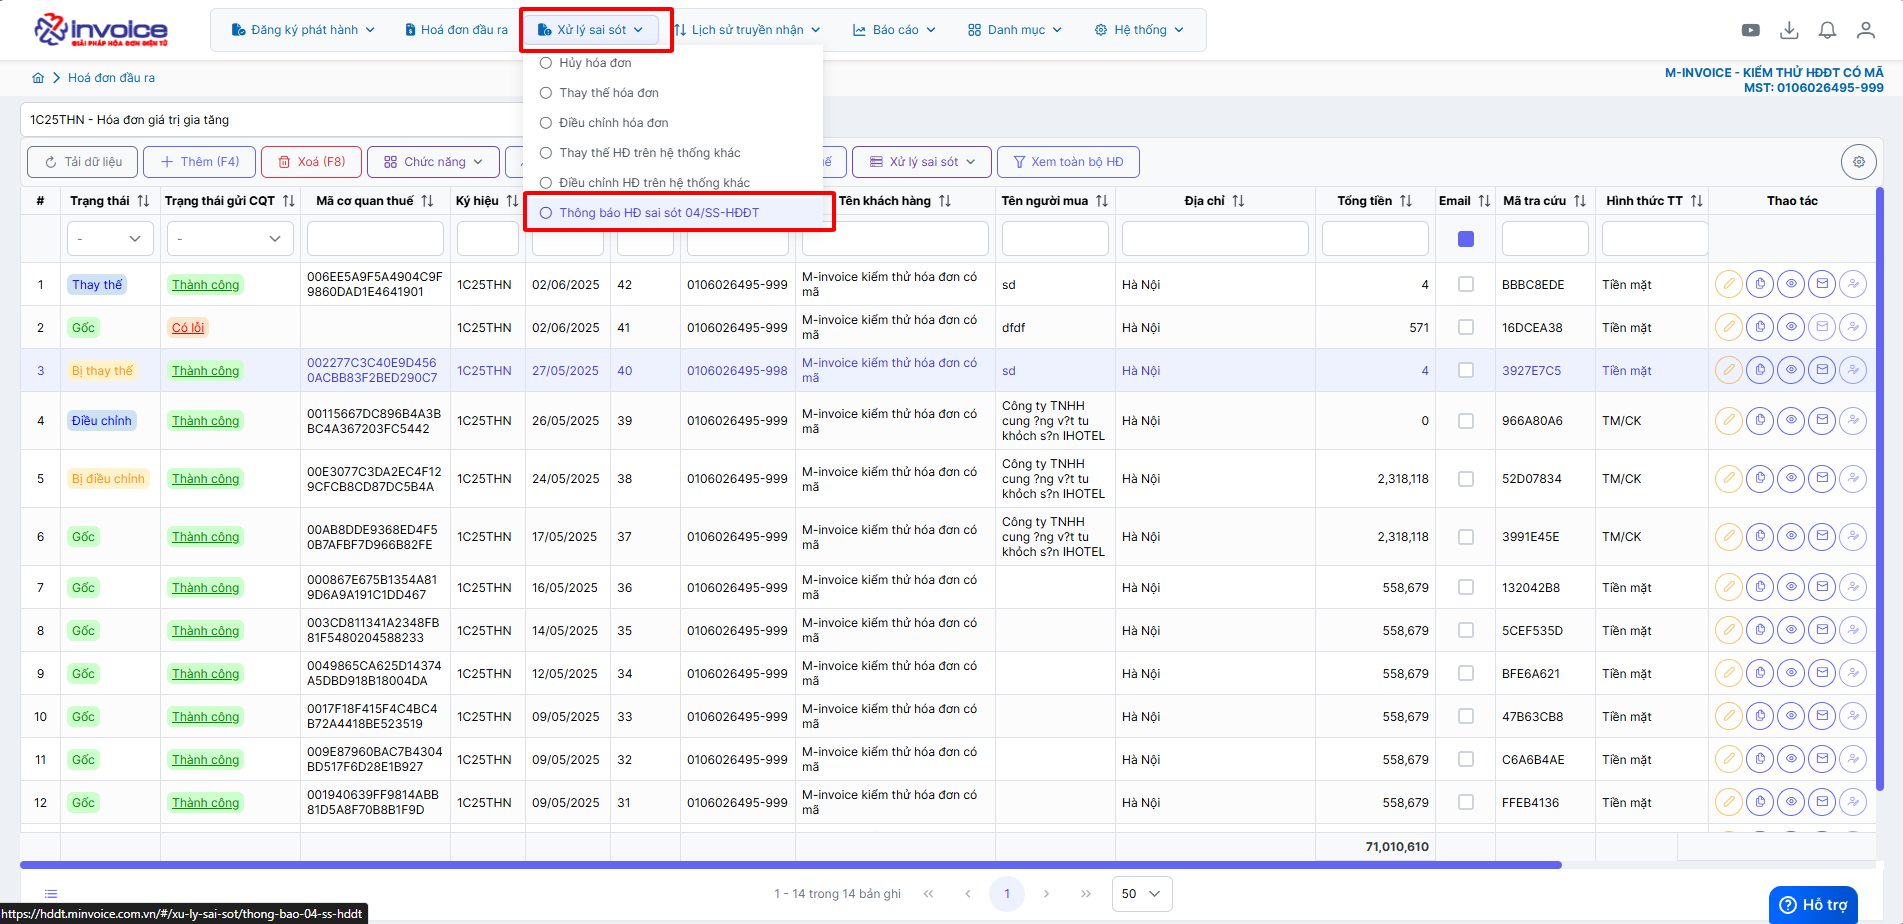 invoice
GIẢI PHÁP HÓA ĐƠN ĐIỆN TỬ
Đăng ký phát hành
Hoá đơn đầu ra
Xử lý sai sót
Lịch sử truyền nhận
Báo cáo
Danh mục
Hệ thống
Hủy hóa đơn
Thay thế hóa đơn
Điều chỉnh hóa đơn
Thay thế HĐ trên hệ thống khác
Điều chỉnh HĐ trên hệ thống khác
Thông báo HĐ sai sót 04/SS-HĐĐT
Hoá đơn đầu ra
M-INVOICE - KIỂM THỬ HĐĐT CÓ MÃ
MST: 0106026495-999
1C25THN - Hóa đơn giá trị gia tăng
Tải dữ liệu
Thêm (F4)
Xoá (F8)
Chức năng
Xử lý sai sót
Xem toàn bộ HĐ
# Trạng thái Trạng thái gửi CQT Mã cơ quan thuế Ký hiệu Tên khách hàng Tên người mua Địa chỉ Tổng tiền Email Mã tra cứu Hình thức TT Thao tác
- -
1 Thay thế Thành công 006EE5A9F5A4904C9F9860DAD1E4641901 1C25THN 02/06/2025 42 0106026495-999 M-invoice kiểm thử hóa đơn có mã sd Hà Nội 4 BBBC8EDE Tiền mặt
2 Gốc Có lỗi 1C25THN 02/06/2025 41 0106026495-999 M-invoice kiểm thử hóa đơn có mã dfdf Hà Nội 571 16DCEA38 Tiền mặt
3 Bị thay thế Thành công 002277C3C40E9D4560ACBB83F2BED290C7 1C25THN 27/05/2025 40 0106026495-998 M-invoice kiểm thử hóa đơn có mã sd Hà Nội 4 3927E7C5 Tiền mặt
4 Điều chỉnh Thành công 00115667DC896B4A3BBC4A367203FC5442 1C25THN 26/05/2025 39 0106026495-999 M-invoice kiểm thử hóa đơn có mã Công ty TNHH cung ?ng v?t tu khóch s?n IHOTEL Hà Nội 0 966A80A6 TM/CK
5 Bị điều chỉnh Thành công 00E3077C3DA2EC4F129CFCB8CD87DC5B4A 1C25THN 24/05/2025 38 0106026495-999 M-invoice kiểm thử hóa đơn có mã Công ty TNHH cung ?ng v?t tu khóch s?n IHOTEL Hà Nội 2,318,118 52D07834 TM/CK
6 Gốc Thành công 00AB8DDE9368ED4F50B7AFBF7D966B82FE 1C25THN 17/05/2025 37 0106026495-999 M-invoice kiểm thử hóa đơn có mã Công ty TNHH cung ?ng v?t tu khóch s?n IHOTEL Hà Nội 2,318,118 3991E45E TM/CK
7 Gốc Thành công 000867E675B1354A819D6A9A191C1DD467 1C25THN 16/05/2025 36 0106026495-999 M-invoice kiểm thử hóa đơn có mã Hà Nội 558,679 132042B8 Tiền mặt
8 Gốc Thành công 003CD811341A2348FB81F5480204588233 1C25THN 14/05/2025 35 0106026495-999 M-invoice kiểm thử hóa đơn có mã Hà Nội 558,679 5CEF535D Tiền mặt
9 Gốc Thành công 0049865CA625D14374A5DBD918B18004DA 1C25THN 12/05/2025 34 0106026495-999 M-invoice kiểm thử hóa đơn có mã Hà Nội 558,679 BFE6A621 Tiền mặt
10 Gốc Thành công 0017F18F415F4C4BC4B72A4418BE523519 1C25THN 09/05/2025 33 0106026495-999 M-invoice kiểm thử hóa đơn có mã Hà Nội 558,679 47B63CB8 Tiền mặt
11 Gốc Thành công 009E87960BAC7B4304BD517F6D28E1B927 1C25THN 09/05/2025 32 0106026495-999 M-invoice kiểm thử hóa đơn có mã Hà Nội 558,679 C6A6B4AE Tiền mặt
12 Gốc Thành công 001940639FF9814ABB81D5A8F70B8B1F9D 1C25THN 09/05/2025 31 0106026495-999 M-invoice kiểm thử hóa đơn có mã Hà Nội 558,679 FFEB4136 Tiền mặt
71,010,610
1 - 14 trong 14 bản ghi
1
50
Hỗ trợ
https://hddt.minvoice.com.vn/#/xu-ly-sai-sot/thong-bao-04-ss-hddt